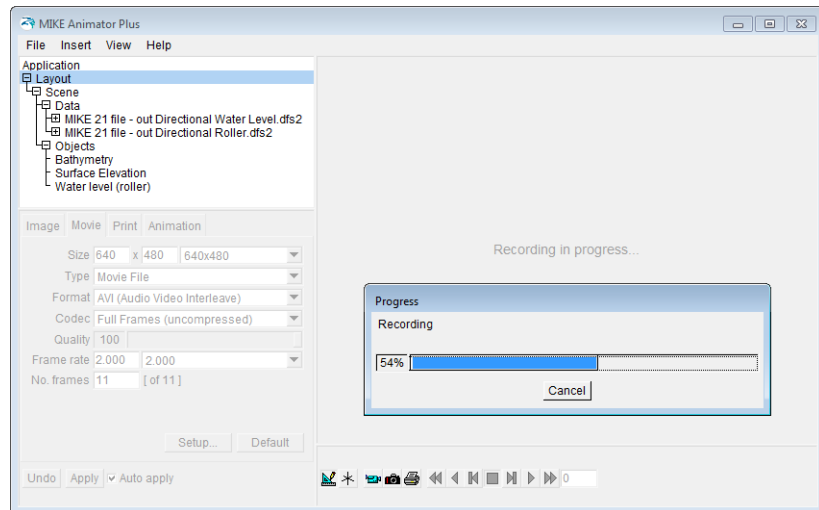 MIKE Animator Plus
File Insert View Help
Application
Layout
Scene
Data
MIKE 21 file - out Directional Water Level.dfs2
MIKE 21 file - out Directional Roller.dfs2
Objects
Bathymetry
Surface Elevation
Water level (roller)
Image Movie Print Animation
Size 640 x 480 640x480
Type Movie File
Format AVI (Audio Video Interleave)
Codec Full Frames (uncompressed)
Quality 100
Frame rate 2.000 2.000
No. frames 11 [ of 11 ]
Setup... Default
Undo Apply Auto apply
Recording in progress...
Progress
Recording
54%
Cancel
0